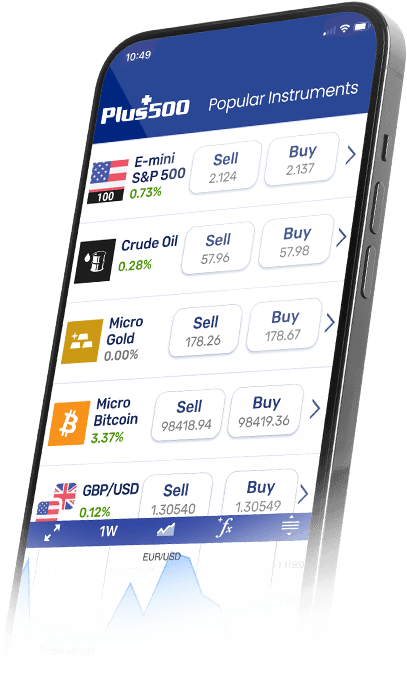 10:49
Plus500
Popular Instruments
E-mini
S&P 500
0.73%
100
Sell
2.124
Buy
2.137
Crude Oil
0.28%
Sell
57.96
Buy
57.98
Micro
Gold
0.00%
Sell
178.26
Buy
178.67
Micro
Bitcoin
3.37%
Sell
98418.94
Buy
98419.36
GBP/USD
0.12%
Sell
1.30540
Buy
1.30549
1W
fx
EUR/USD